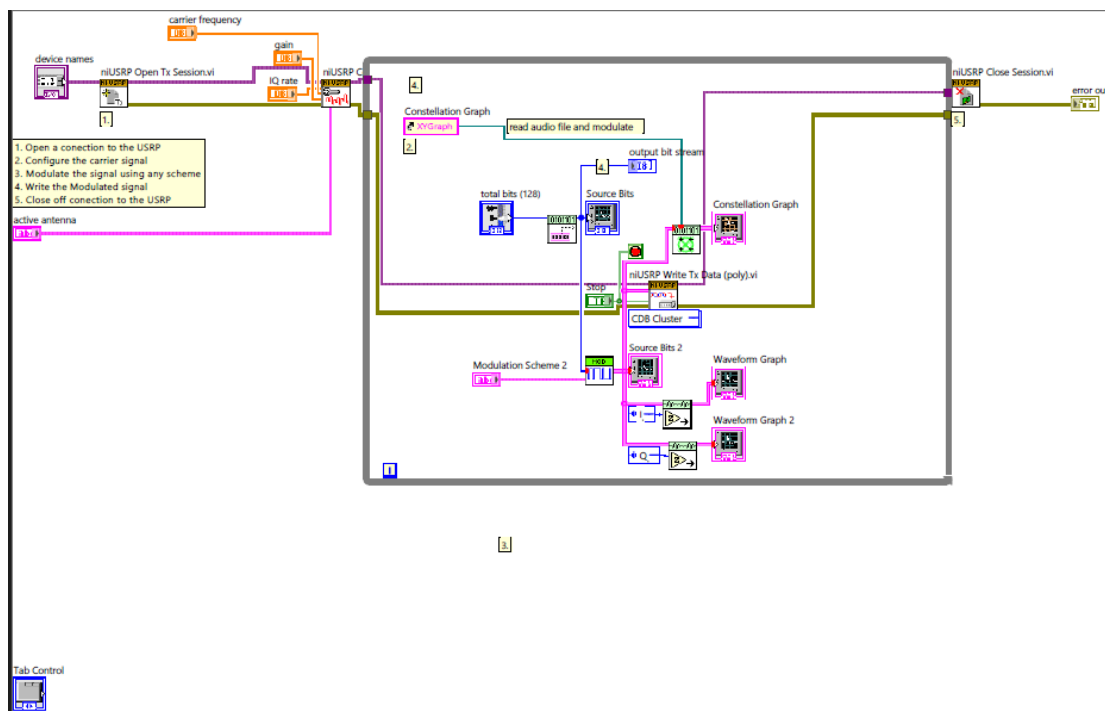 carrier frequency
gain
device names
niUSRP Open Tx Session.vi
niUSRP C
niUSRP Close Session.vi
IQ rate
error ou
4.
1.
5.
Constellation Graph
XYGraph
read audio file and modulate
2.
1. Open a conection to the USRP
2. Configure the carrier signal
3. Modulate the signal using any scheme
4. Write the Modulated signal
5. Close off conection to the USRP
output bit stream
4.
total bits (128)
Source Bits
Constellation Graph
active antenna
niUSRP Write Tx Data (poly).vi
Stop
CDB Cluster
Source Bits 2
Modulation Scheme 2
MOD
Waveform Graph
I
Waveform Graph 2
Q
i
3.
Tab Control